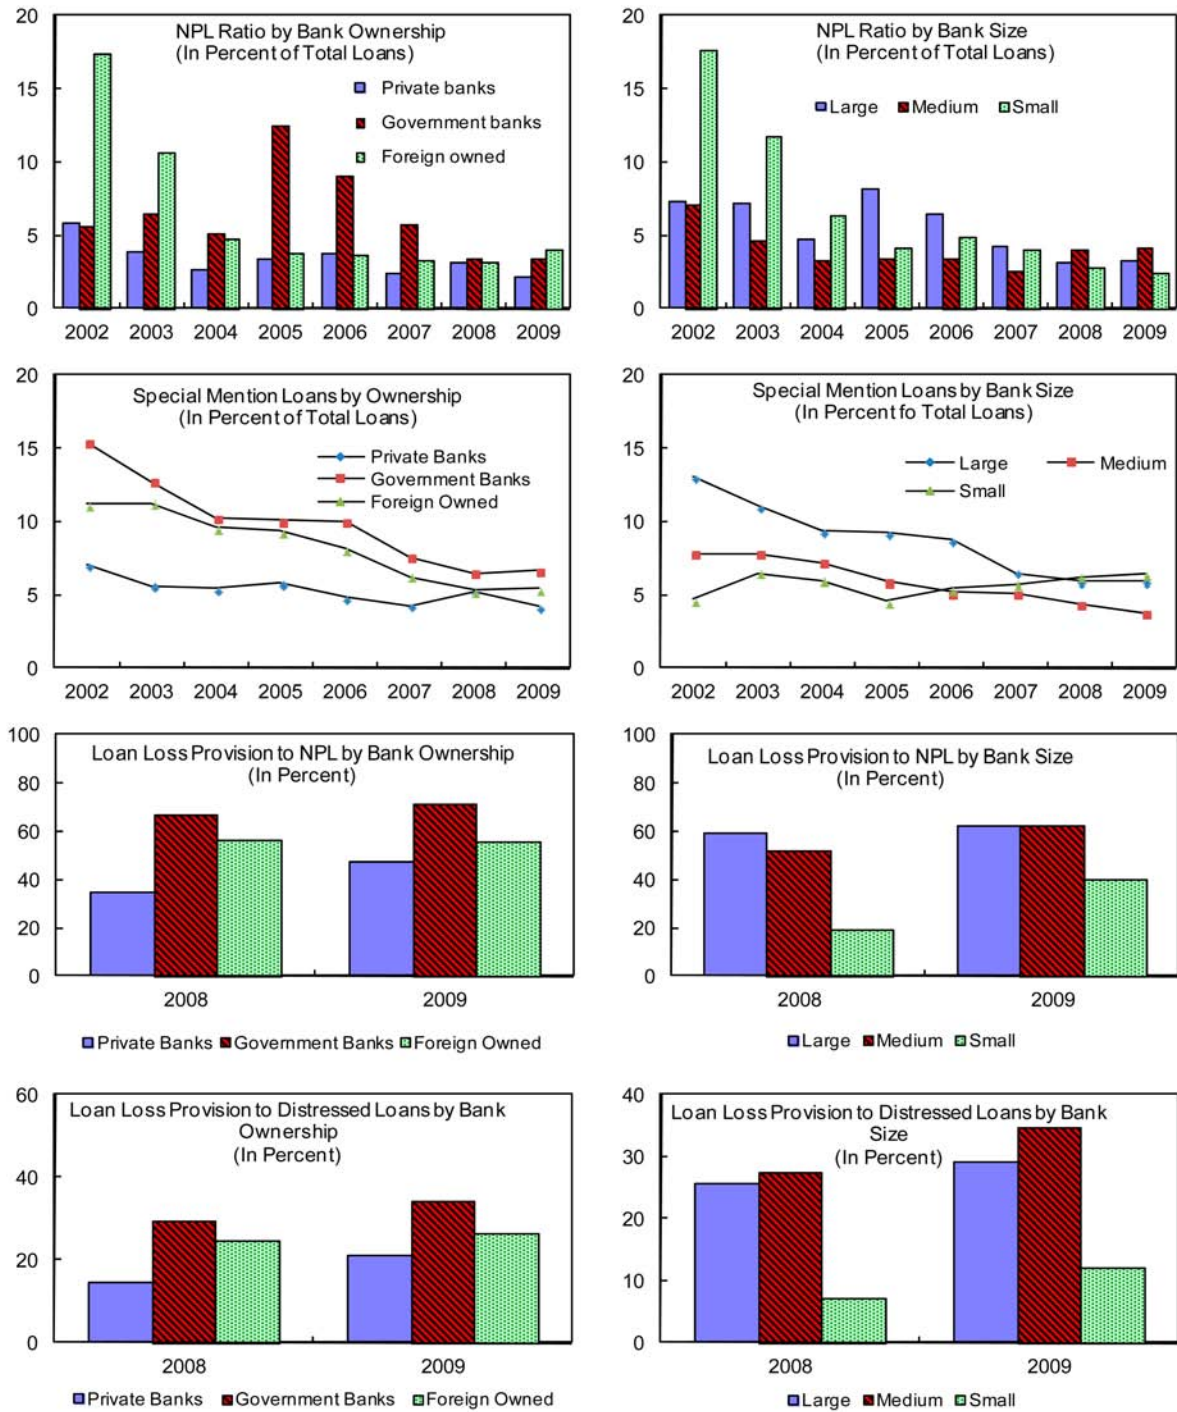 NPL Ratio by Bank Ownership
(In Percent of Total Loans)
Private banks
Government banks
Foreign owned
20
15
10
5
0
2002 2003 2004 2005 2006 2007 2008 2009
NPL Ratio by Bank Size
(In Percent of Total Loans)
Large Medium Small
20
15
10
5
0
2002 2003 2004 2005 2006 2007 2008 2009
Special Mention Loans by Ownership
(In Percent of Total Loans)
Private Banks
Government Banks
Foreign Owned
20
15
10
5
0
2002 2003 2004 2005 2006 2007 2008 2009
Special Mention Loans by Bank Size
(In Percent fo Total Loans)
Large Medium
Small
20
15
10
5
0
2002 2003 2004 2005 2006 2007 2008 2009
Loan Loss Provision to NPL by Bank Ownership
(In Percent)
100
80
60
40
20
0
2008 2009
Private Banks Government Banks Foreign Owned
Loan Loss Provision to NPL by Bank Size
(In Percent)
100
80
60
40
20
0
2008 2009
Large Medium Small
Loan Loss Provision to Distressed Loans by Bank
Ownership
(In Percent)
60
40
20
0
2008 2009
Private Banks Government Banks Foreign Owned
Loan Loss Provision to Distressed Loans by Bank
Size
(In Percent)
40
30
20
10
0
2008 2009
Large Medium Small